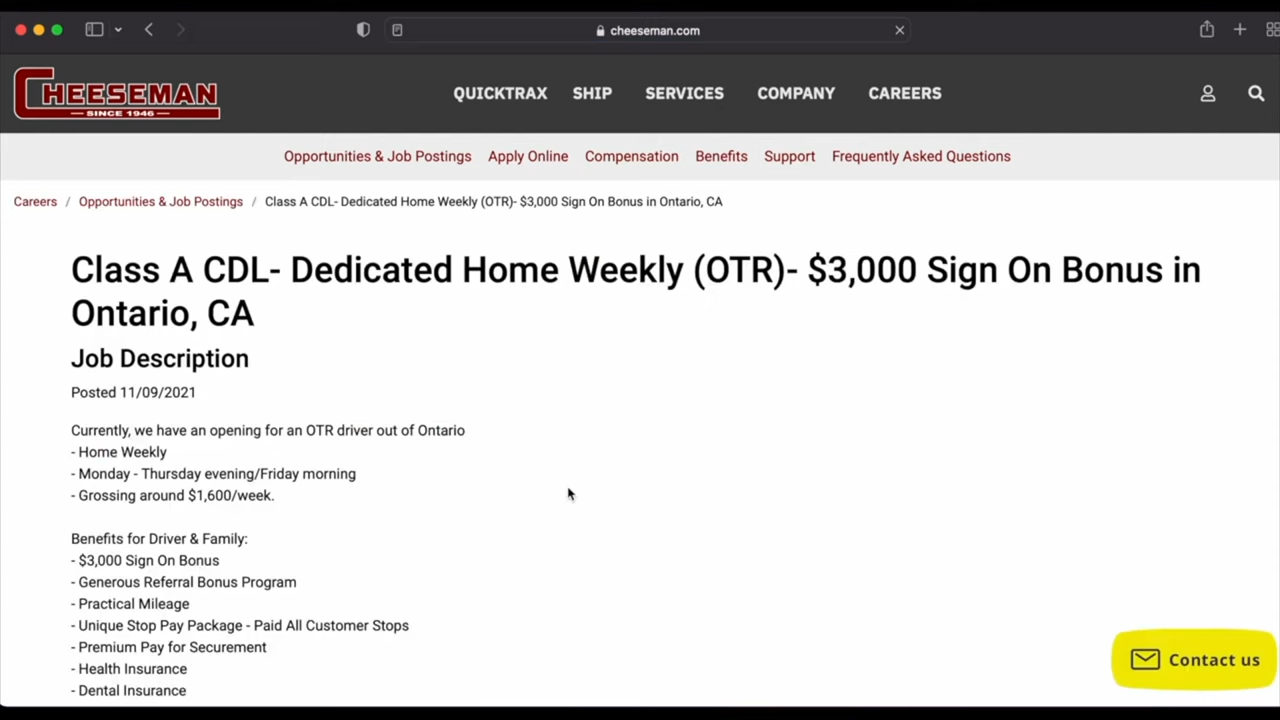 cheeseman.com
CHEESEMAN
SINCE 1946
QUICKTRAX SHIP SERVICES COMPANY CAREERS
Opportunities & Job Postings Apply Online Compensation Benefits Support Frequently Asked Questions
Careers / Opportunities & Job Postings / Class A CDL- Dedicated Home Weekly (OTR)- $3,000 Sign On Bonus in Ontario, CA
Class A CDL- Dedicated Home Weekly (OTR)- $3,000 Sign On Bonus in
Ontario, CA
Job Description
Posted 11/09/2021
Currently, we have an opening for an OTR driver out of Ontario
- Home Weekly
- Monday - Thursday evening/Friday morning
- Grossing around $1,600/week.
Benefits for Driver & Family:
- $3,000 Sign On Bonus
- Generous Referral Bonus Program
- Practical Mileage
- Unique Stop Pay Package - Paid All Customer Stops
- Premium Pay for Securement
- Health Insurance
- Dental Insurance
Contact us